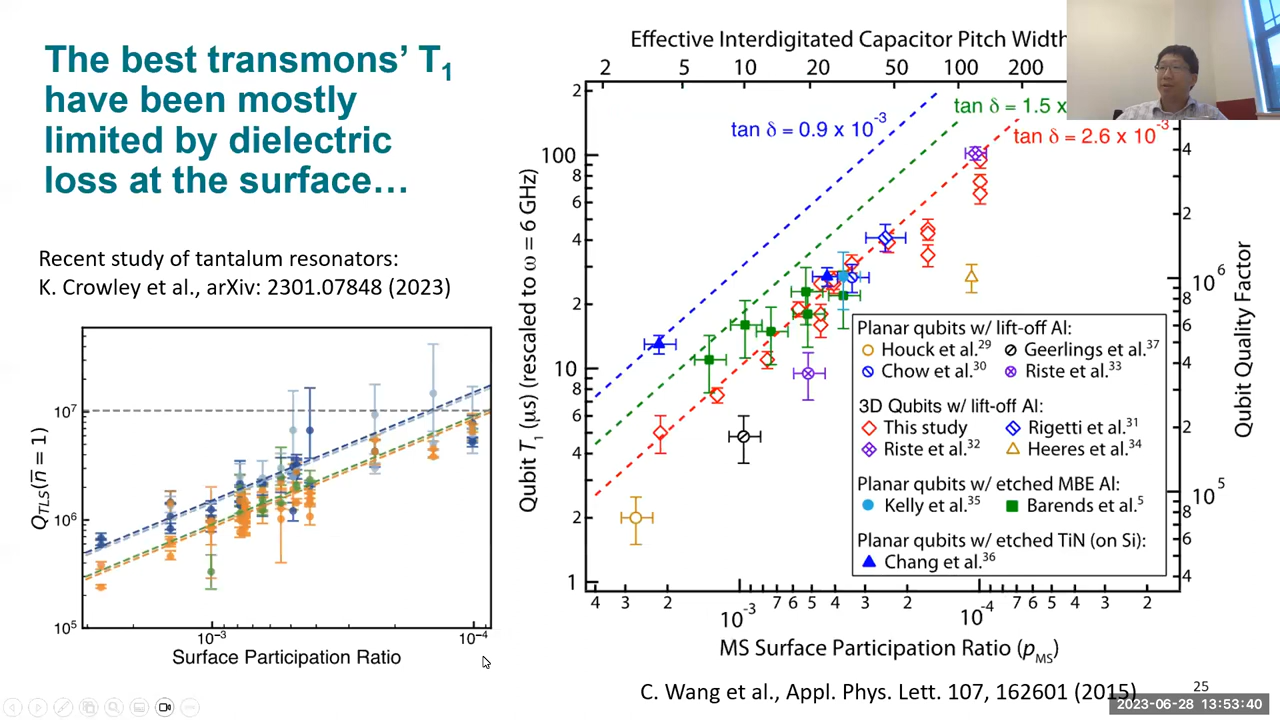 The best transmons' T1
have been mostly
limited by dielectric
loss at the surface…
Recent study of tantalum resonators:
K. Crowley et al., arXiv: 2301.07848 (2023)
10^7
10^6
10^5
Q_TLS(n̅ = 1)
10^-3
10^-4
Surface Participation Ratio
Effective Interdigitated Capacitor Pitch Width
2 5 10 20 50 100 200
tan δ = 0.9 x 10^-3
tan δ = 1.5 x
tan δ = 2.6 x 10^-3
Qubit T1 (µs) (rescaled to ω = 6 GHz)
2
100
8
6
4
2
10
8
6
4
2
1
Qubit Quality Factor
4
2
10^6
8
6
4
2
10^5
8
6
4
Planar qubits w/ lift-off Al:
Houck et al.29 Geerlings et al.37
Chow et al.30 Riste et al.33
3D Qubits w/ lift-off Al:
This study Rigetti et al.31
Riste et al.32 Heeres et al.34
Planar qubits w/ etched MBE Al:
Kelly et al.35 Barends et al.5
Planar qubits w/ etched TiN (on Si):
Chang et al.36
4 3 2 10^-3 7 6 5 4 3 2 10^-4 7 6 5 4 3 2
MS Surface Participation Ratio (pMS)
C. Wang et al., Appl. Phys. Lett. 107, 162601 (2015)
25
2023-06-28 13:53:40